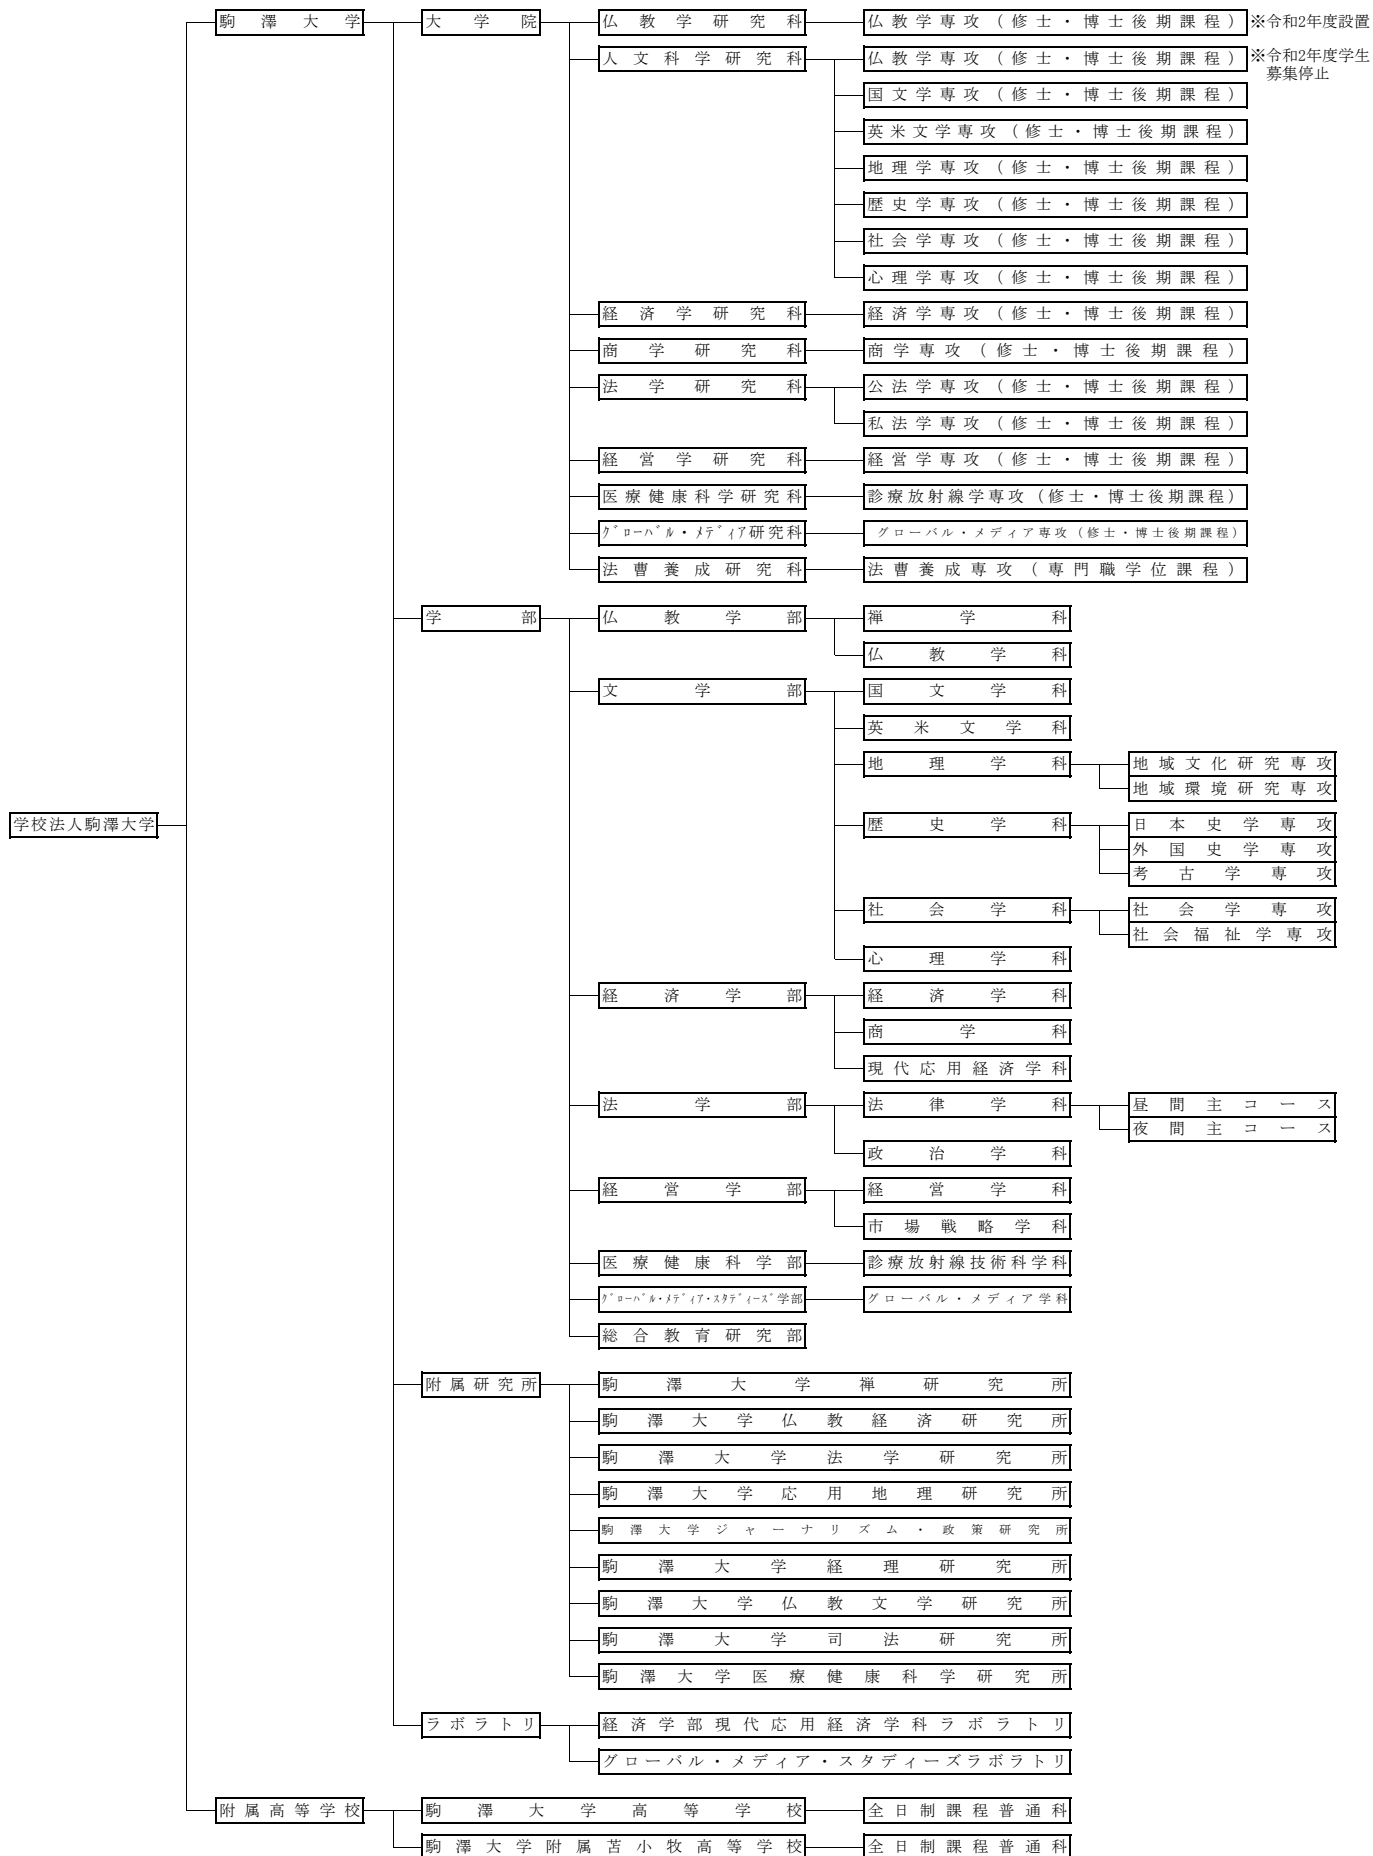 駒澤大学 大学院 仏教学研究科 仏教学専攻（修士・博士後期課程） ※令和2年度設置
人文科学研究科 仏教学専攻（修士・博士後期課程） ※令和2年度学生
募集停止
国文学専攻（修士・博士後期課程）
英米文学専攻（修士・博士後期課程）
地理学専攻（修士・博士後期課程）
歴史学専攻（修士・博士後期課程）
社会学専攻（修士・博士後期課程）
心理学専攻（修士・博士後期課程）
経済学研究科 経済学専攻（修士・博士後期課程）
商学研究科 商学専攻（修士・博士後期課程）
法学研究科 公法学専攻（修士・博士後期課程）
私法学専攻（修士・博士後期課程）
経営学研究科 経営学専攻（修士・博士後期課程）
医療健康科学研究科 診療放射線学専攻（修士・博士後期課程）
ｸﾞﾛｰﾊﾞﾙ・ﾒﾃﾞｨｱ研究科 グローバル・メディア専攻（修士・博士後期課程）
法曹養成研究科 法曹養成専攻（専門職学位課程）
学部 仏教学部 禅学科
仏教学科
文学部 国文学科
英米文学科
地理学科 地域文化研究専攻
地域環境研究専攻
学校法人駒澤大学 歴史学科 日本史学専攻
外国史学専攻
考古学専攻
社会学科 社会学専攻
社会福祉学専攻
心理学科
経済学部 経済学科
商学科
現代応用経済学科
法学部 法律学科 昼間主コース
夜間主コース
政治学科
経営学部 経営学科
市場戦略学科
医療健康科学部 診療放射線技術科学科
ｸﾞﾛｰﾊﾞﾙ・ﾒﾃﾞｨｱ・ｽﾀﾃﾞｨｰｽﾞ学部 グローバル・メディア学科
総合教育研究部
附属研究所 駒澤大学禅研究所
駒澤大学仏教経済研究所
駒澤大学法学研究所
駒澤大学応用地理研究所
駒澤大学ジャーナリズム・政策研究所
駒澤大学経理研究所
駒澤大学仏教文学研究所
駒澤大学司法研究所
駒澤大学医療健康科学研究所
ラボラトリ 経済学部現代応用経済学科ラボラトリ
グローバル・メディア・スタディーズラボラトリ
附属高等学校 駒澤大学高等学校 全日制課程普通科
駒澤大学附属苫小牧高等学校 全日制課程普通科